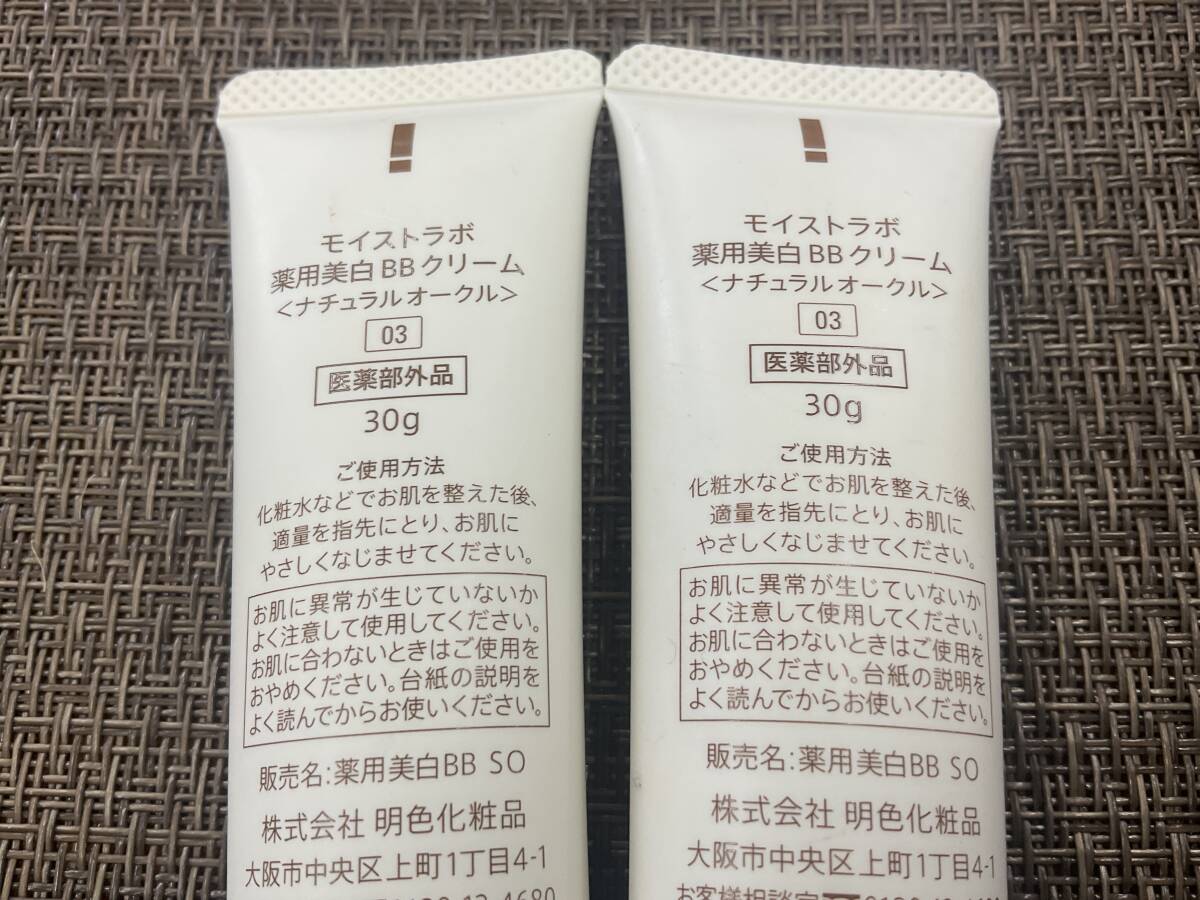 モイストラボ
薬用美白BBクリーム
<ナチュラルオークル>
03
医薬部外品
30g
ご使用方法
化粧水などでお肌を整えた後、
適量を指先にとり、お肌に
やさしくなじませてください。
お肌に異常が生じていないか
よく注意して使用してください。
お肌に合わないときはご使用を
おやめください。台紙の説明を
よく読んでからお使いください。
販売名:薬用美白BB SO
株式会社 明色化粧品
大阪市中央区上町1丁目4-1
モイストラボ
薬用美白BBクリーム
<ナチュラルオークル>
03
医薬部外品
30g
ご使用方法
化粧水などでお肌を整えた後、
適量を指先にとり、お肌に
やさしくなじませてください。
お肌に異常が生じていないか
よく注意して使用してください。
お肌に合わないときはご使用を
おやめください。台紙の説明を
よく読んでからお使いください。
販売名:薬用美白BB SO
株式会社 明色化粧品
大阪市中央区上町1丁目4-1
お客様相談室